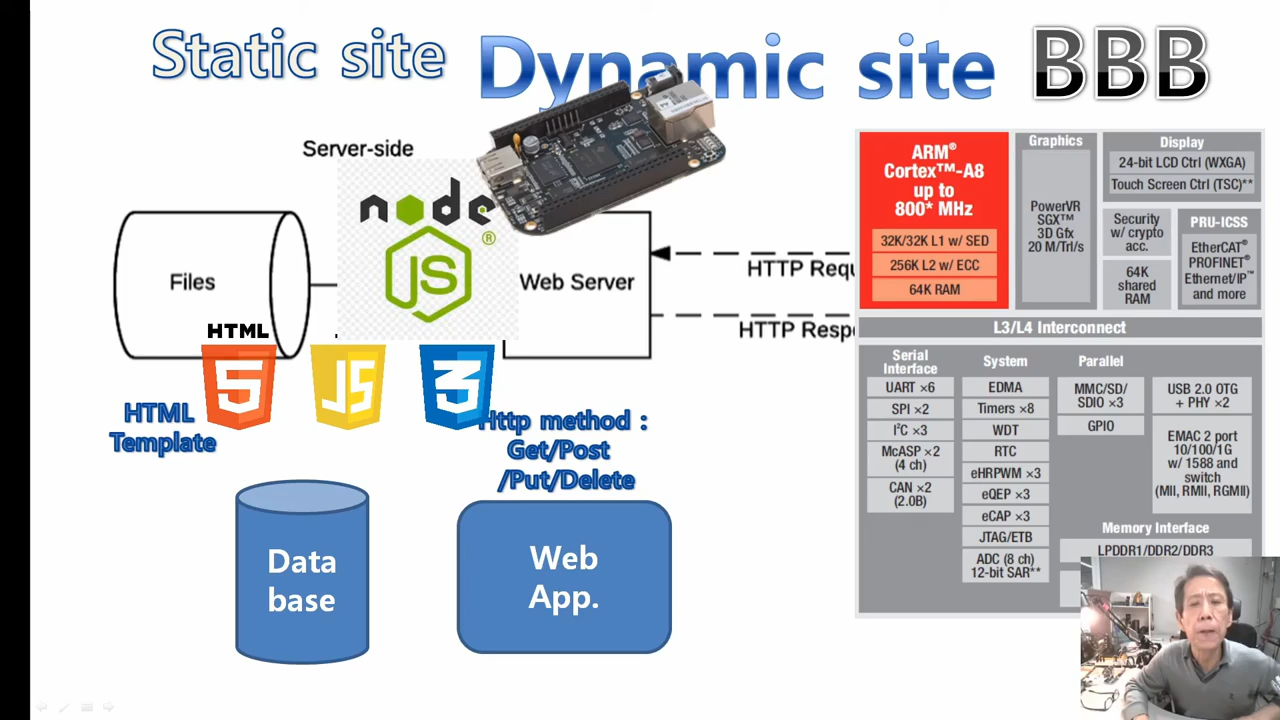 Static site
Dynamic site
BBB
Server-side
node
JS
®
Files
Web Server
HTTP Requ
HTTP Resp
HTML
5
JS
3
HTML
Template
Http method :
Get/Post
/Put/Delete
Data
base
Web
App.
ARM®
Cortex™-A8
up to
800* MHz
32K/32K L1 w/ SED
256K L2 w/ ECC
64K RAM
Graphics
PowerVR
SGX™
3D Gfx
20 M/Tri/s
Display
24-bit LCD Ctrl (WXGA)
Touch Screen Ctrl (TSC)**
Security
w/ crypto
acc.
64K
shared
RAM
PRU-ICSS
EtherCAT®
PROFINET®
Ethernet/IP™
and more
L3/L4 Interconnect
Serial
Interface
UART ×6
SPI ×2
I²C ×3
McASP ×2
(4 ch)
CAN ×2
(2.0B)
System
EDMA
Timers ×8
WDT
RTC
eHRPWM ×3
eQEP ×3
eCAP ×3
JTAG/ETB
ADC (8 ch)
12-bit SAR**
Parallel
MMC/SD/
SDIO ×3
GPIO
USB 2.0 OTG
+ PHY ×2
EMAC 2 port
10/100/1G
w/ 1588 and
switch
(MII, RMII, RGMII)
Memory Interface
LPDDR1/DDR2/DDR3